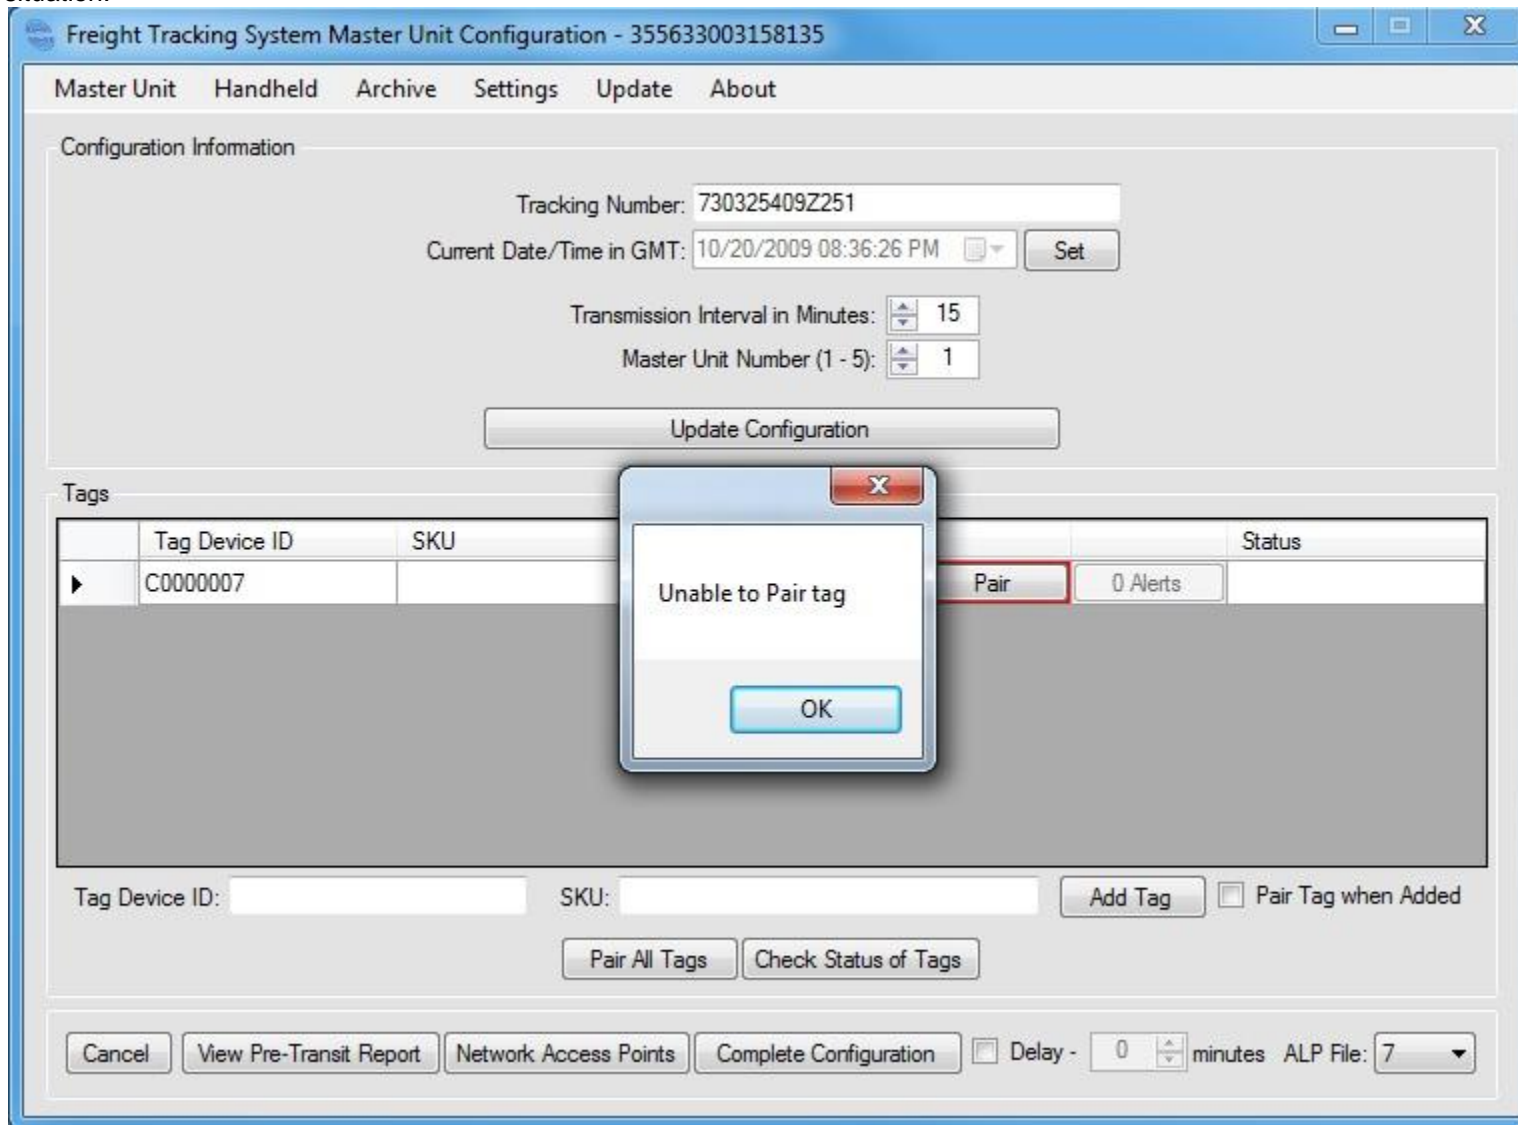 situation.
Freight Tracking System Master Unit Configuration - 355633003158135
Master Unit Handheld Archive Settings Update About
Configuration Information
Tracking Number: 730325409Z251
Current Date/Time in GMT: 10/20/2009 08:36:26 PM Set
Transmission Interval in Minutes: 15
Master Unit Number (1 - 5): 1
Update Configuration
Tags
Tag Device ID SKU Status
C0000007 Pair 0 Alerts
Unable to Pair tag
OK
Tag Device ID: SKU: Add Tag Pair Tag when Added
Pair All Tags Check Status of Tags
Cancel View Pre-Transit Report Network Access Points Complete Configuration Delay - 0 minutes ALP File: 7